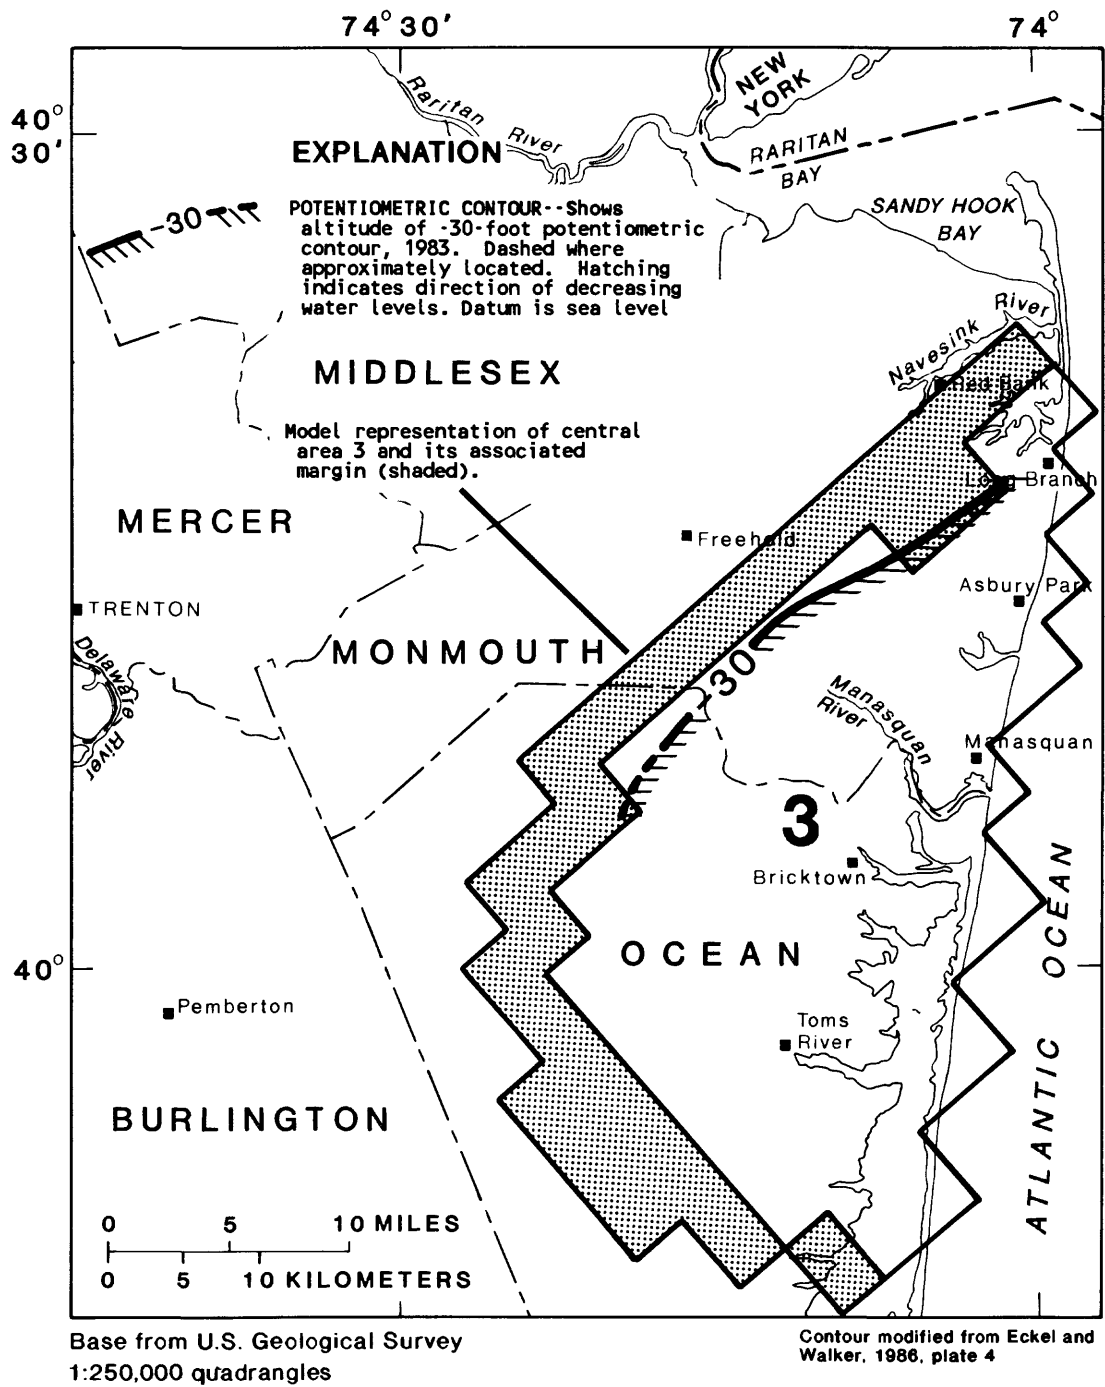 74° 30'
74°
40°
30'
Raritan
River
NEW
YORK
RARITAN
BAY
EXPLANATION
-30
POTENTIOMETRIC CONTOUR--Shows
altitude of -30-foot potentiometric
contour, 1983. Dashed where
approximately located. Hatching
indicates direction of decreasing
water levels. Datum is sea level
SANDY HOOK
BAY
Navesink
River
MIDDLESEX
Red Bank
Model representation of central
area 3 and its associated
margin (shaded).
Long Branch
MERCER
Freehold
Asbury Park
TRENTON
MONMOUTH
Delaware
River
-30
Manasquan
River
Manasquan
3
Bricktown
OCEAN
40°
Pemberton
Toms
River
ATLANTIC OCEAN
BURLINGTON
0 5 10 MILES
0 5 10 KILOMETERS
Base from U.S. Geological Survey
1:250,000 quadrangles
Contour modified from Eckel and
Walker, 1986, plate 4